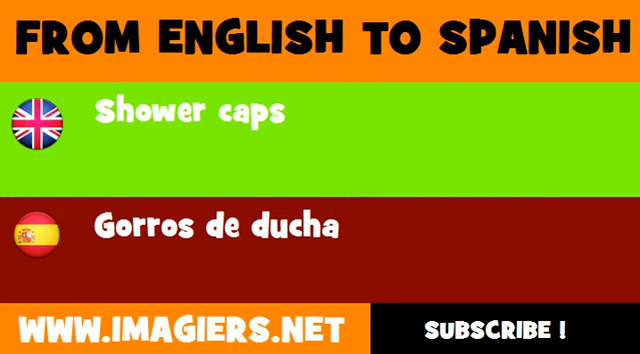 FROM ENGLISH TO SPANISH
Shower caps
Gorros de ducha
WWW.IMAGIERS.NET
SUBSCRIBE !